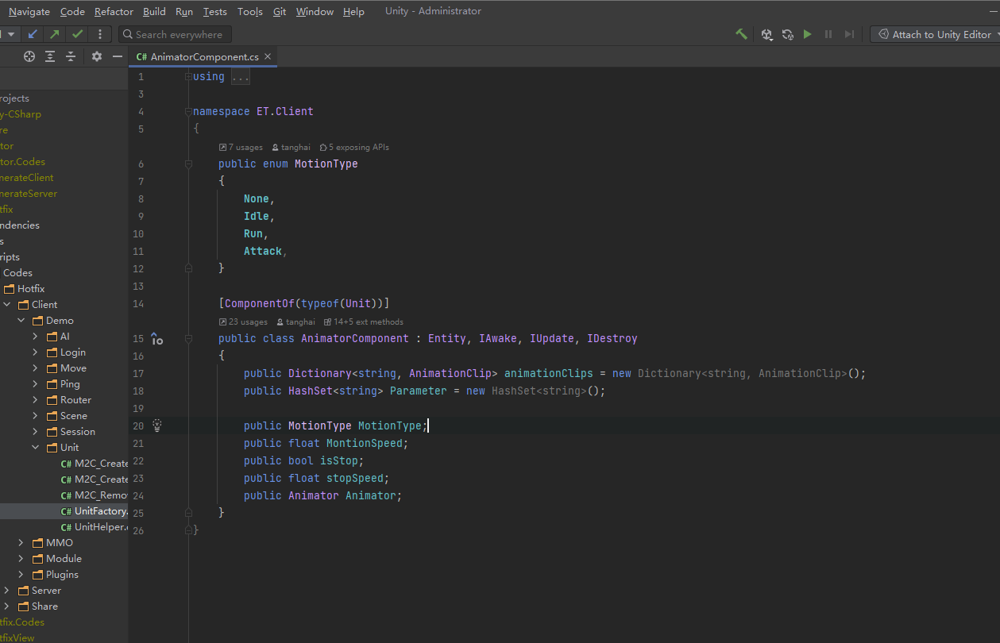 Navigate Code Refactor Build Run Tests Tools Git Window Help Unity - Administrator
Search everywhere Attach to Unity Editor
C# AnimatorComponent.cs
rojects
y-CSharp
re
tor
tor.Codes
nerateClient
nerateServer
tfix
ndencies
s
ripts
Codes
Hotfix
Client
Demo
AI
Login
Move
Ping
Router
Scene
Session
Unit
C# M2C_Create
C# M2C_Create
C# M2C_Remo
C# UnitFactory.
C# UnitHelper.c
MMO
Module
Plugins
Server
Share
tfix.Codes
tfixView
1 using ...
3
4 namespace ET.Client
5 {
7 usages tanghai 5 exposing APIs
6 public enum MotionType
7 {
8 None,
9 Idle,
10 Run,
11 Attack,
12 }
13
14 [ComponentOf(typeof(Unit))]
23 usages tanghai 14+5 ext methods
15 public class AnimatorComponent : Entity, IAwake, IUpdate, IDestroy
16 {
17 public Dictionary<string, AnimationClip> animationClips = new Dictionary<string, AnimationClip>();
18 public HashSet<string> Parameter = new HashSet<string>();
19
20 public MotionType MotionType;
21 public float MontionSpeed;
22 public bool isStop;
23 public float stopSpeed;
24 public Animator Animator;
25 }
26 }